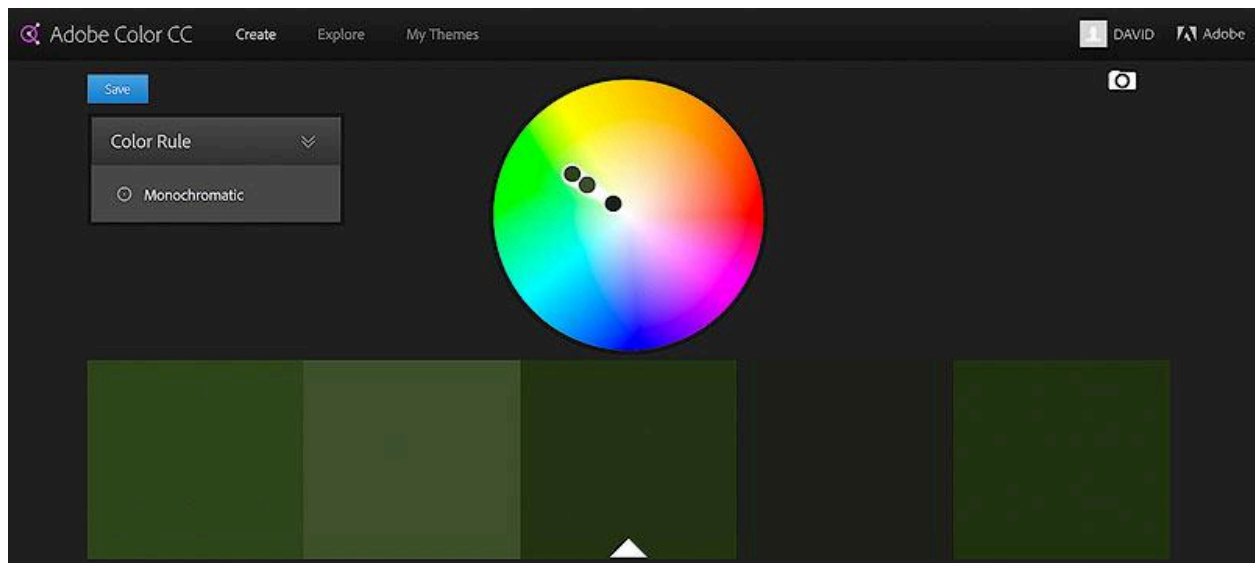 Adobe Color CC Create Explore My Themes DAVID Adobe
Save
Color Rule
Monochromatic